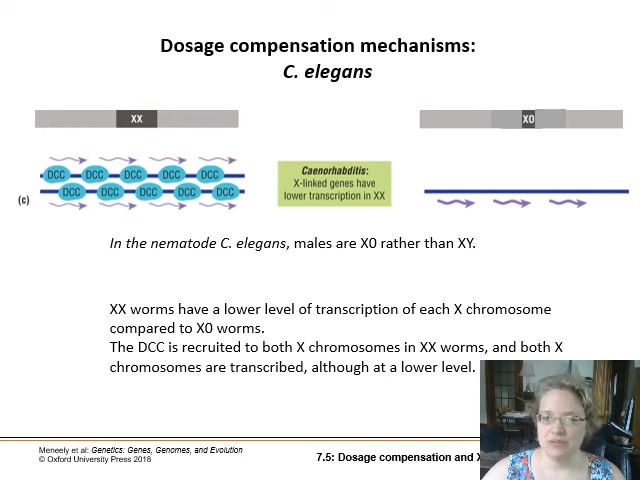 Dosage compensation mechanisms:
C. elegans
XX
X0
DCC DCC DCC DCC DCC
DCC DCC DCC DCC DCC
(c)
Caenorhabditis:
X-linked genes have
lower transcription in XX
In the nematode C. elegans, males are X0 rather than XY.
XX worms have a lower level of transcription of each X chromosome
compared to X0 worms.
The DCC is recruited to both X chromosomes in XX worms, and both X
chromosomes are transcribed, although at a lower level.
Meneely et al: Genetics: Genes, Genomes, and Evolution
© Oxford University Press 2018
7.5: Dosage compensation and X